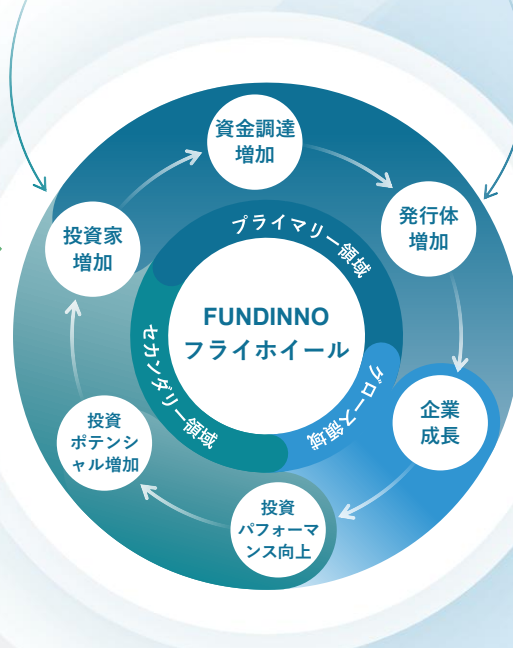 資金調達
増加
発行体
増加
企業
成長
投資
パフォーマ
ンス向上
投資
ポテンシ
ャル増加
投資家
増加
プライマリー領域
グロース領域
セカンダリー領域
FUNDINNO
フライホイール